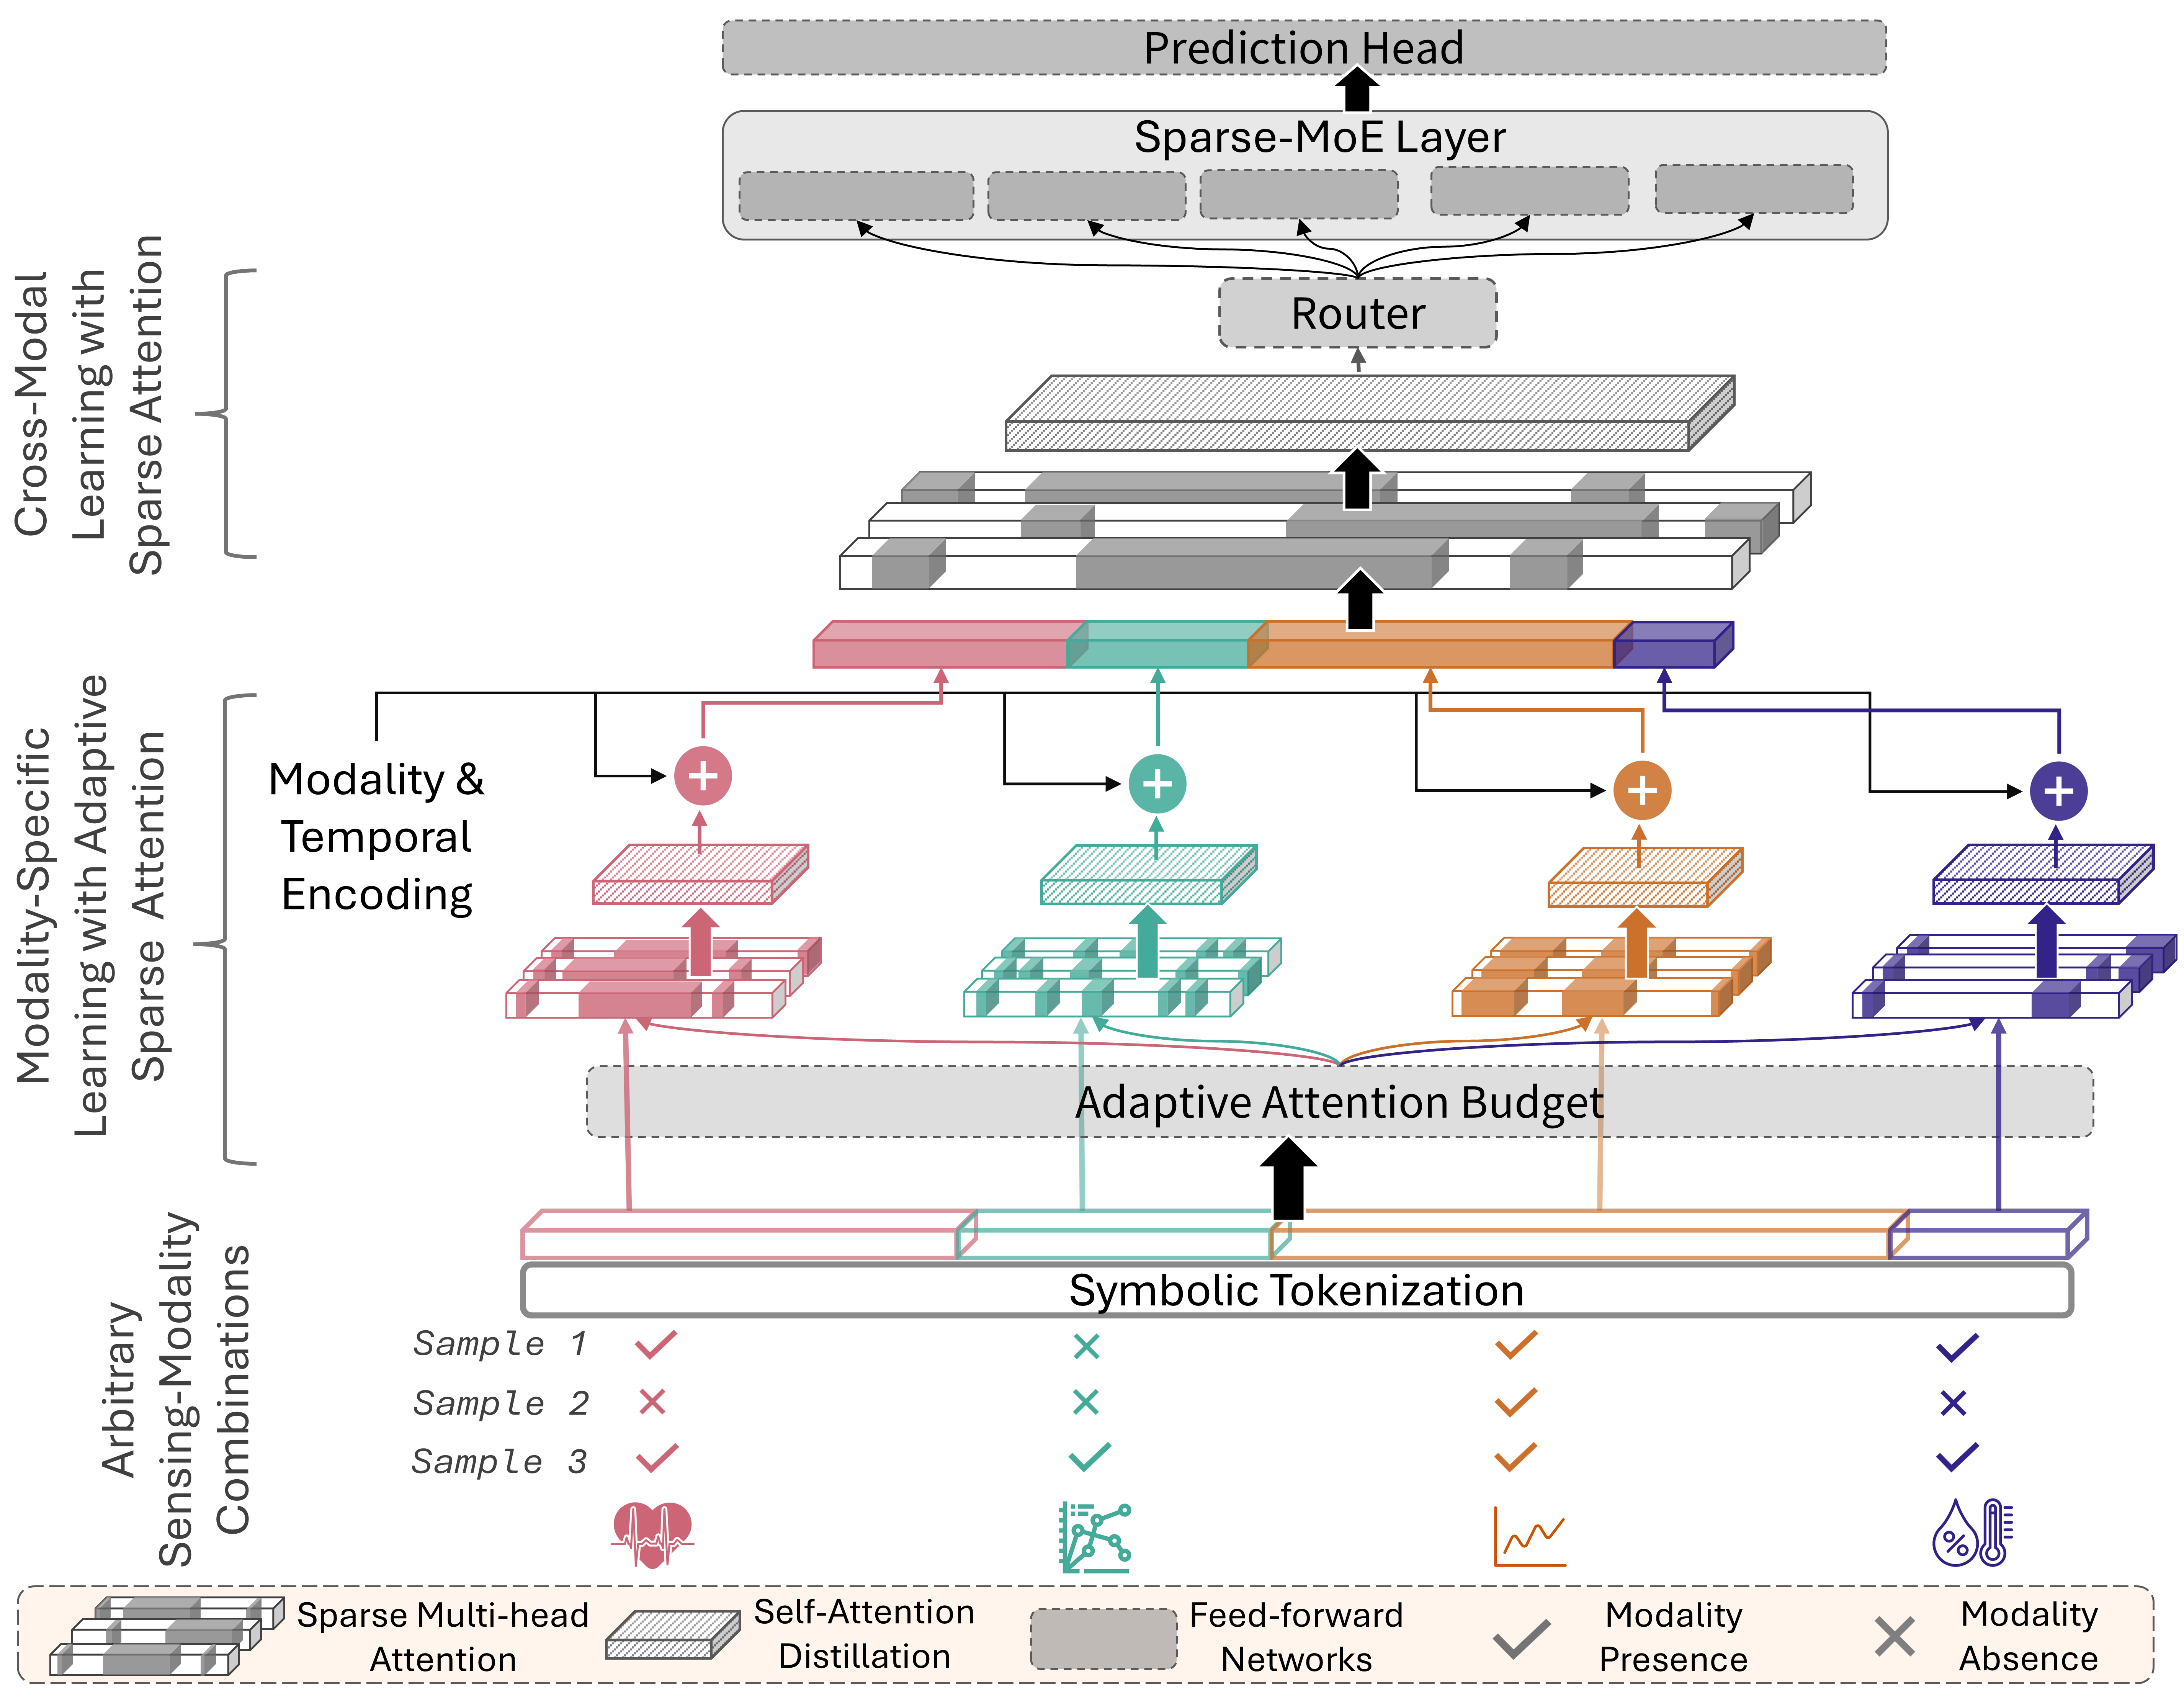 Prediction Head
Sparse-MoE Layer
Router
Cross-Modal
Learning with
Sparse Attention
Modality-Specific
Learning with Adaptive
Sparse Attention
Modality &
Temporal
Encoding
Adaptive Attention Budget
Symbolic Tokenization
Arbitrary
Sensing-Modality
Combinations
Sample 1
Sample 2
Sample 3
%
Sparse Multi-head
Attention
Self-Attention
Distillation
Feed-forward
Networks
Modality
Presence
Modality
Absence